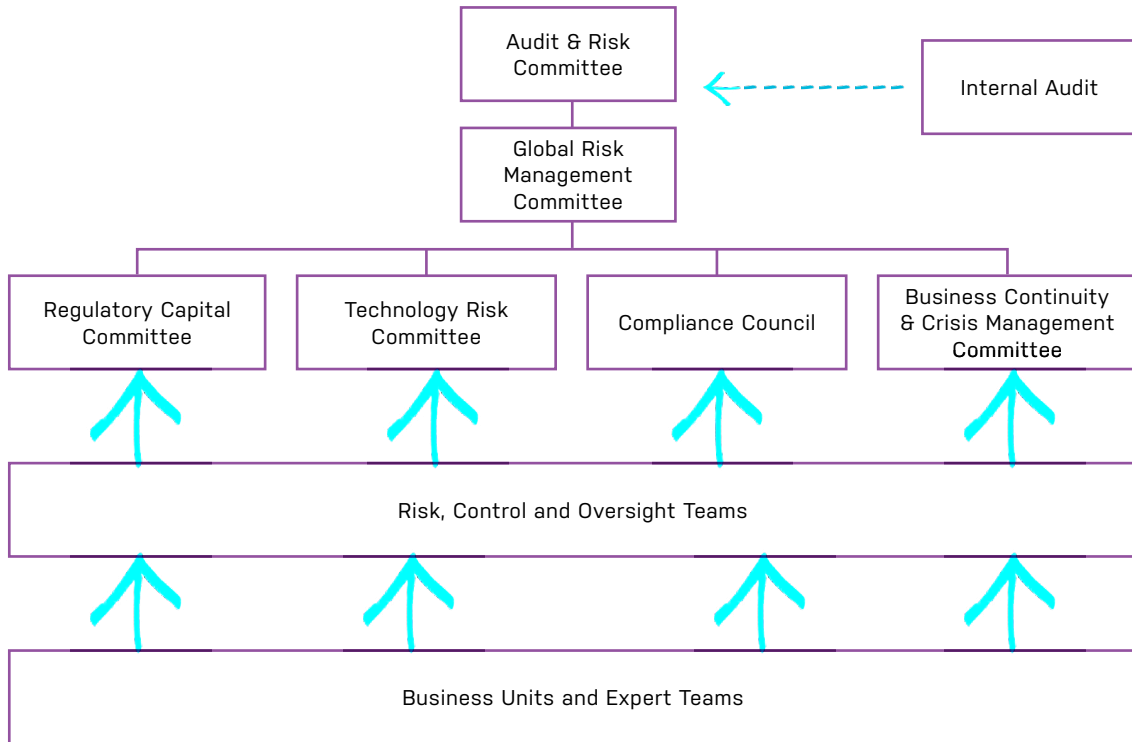 Audit & Risk
Committee
Internal Audit
Global Risk
Management
Committee
Regulatory Capital
Committee
Technology Risk
Committee
Compliance Council
Business Continuity
& Crisis Management
Committee
Risk, Control and Oversight Teams
Business Units and Expert Teams